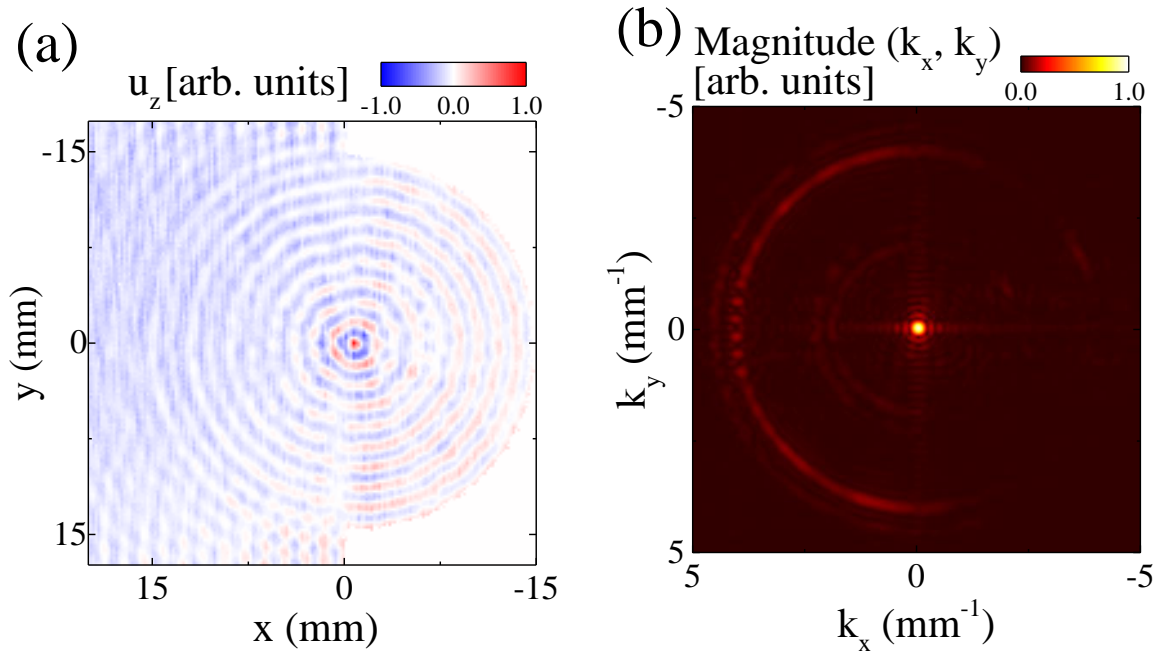 (a)
u_z [arb. units]
-1.0 0.0 1.0
-15
0
15
y (mm)
15 0 -15
x (mm)
(b)
Magnitude (k_x, k_y)
[arb. units]
0.0 1.0
-5
0
5
k_y (mm^-1)
5 0 -5
k_x (mm^-1)